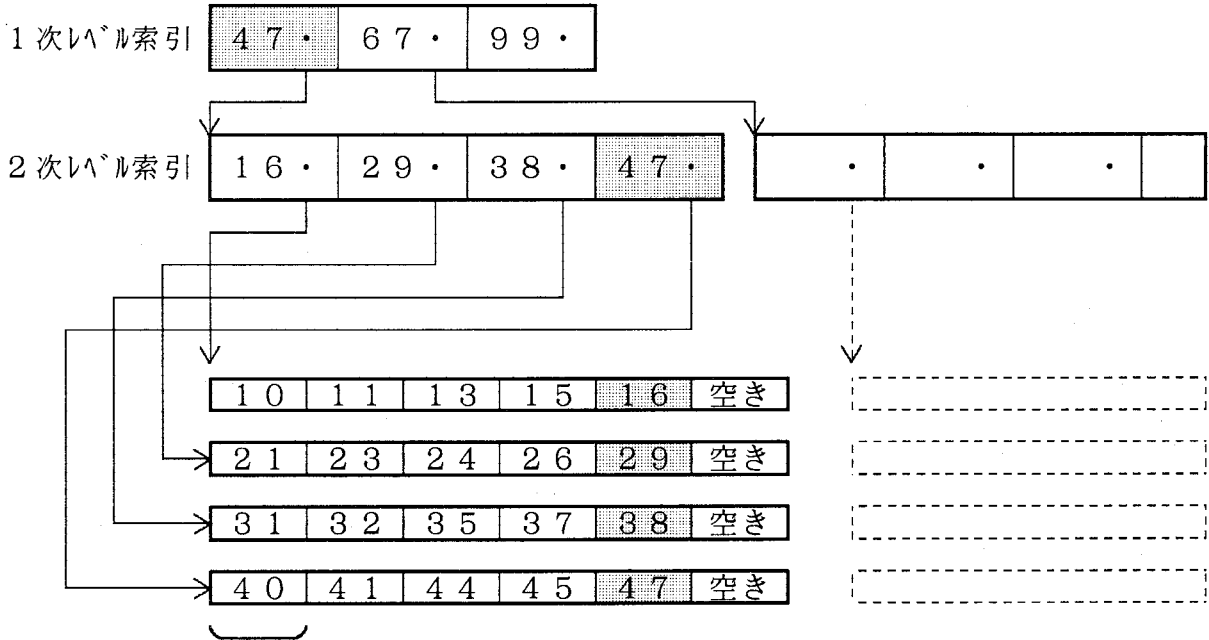 1次ﾚﾍﾞﾙ索引 47・ 67・ 99・
2次ﾚﾍﾞﾙ索引 16・ 29・ 38・ 47・ ・ ・ ・
10 11 13 15 16 空き
21 23 24 26 29 空き
31 32 35 37 38 空き
40 41 44 45 47 空き